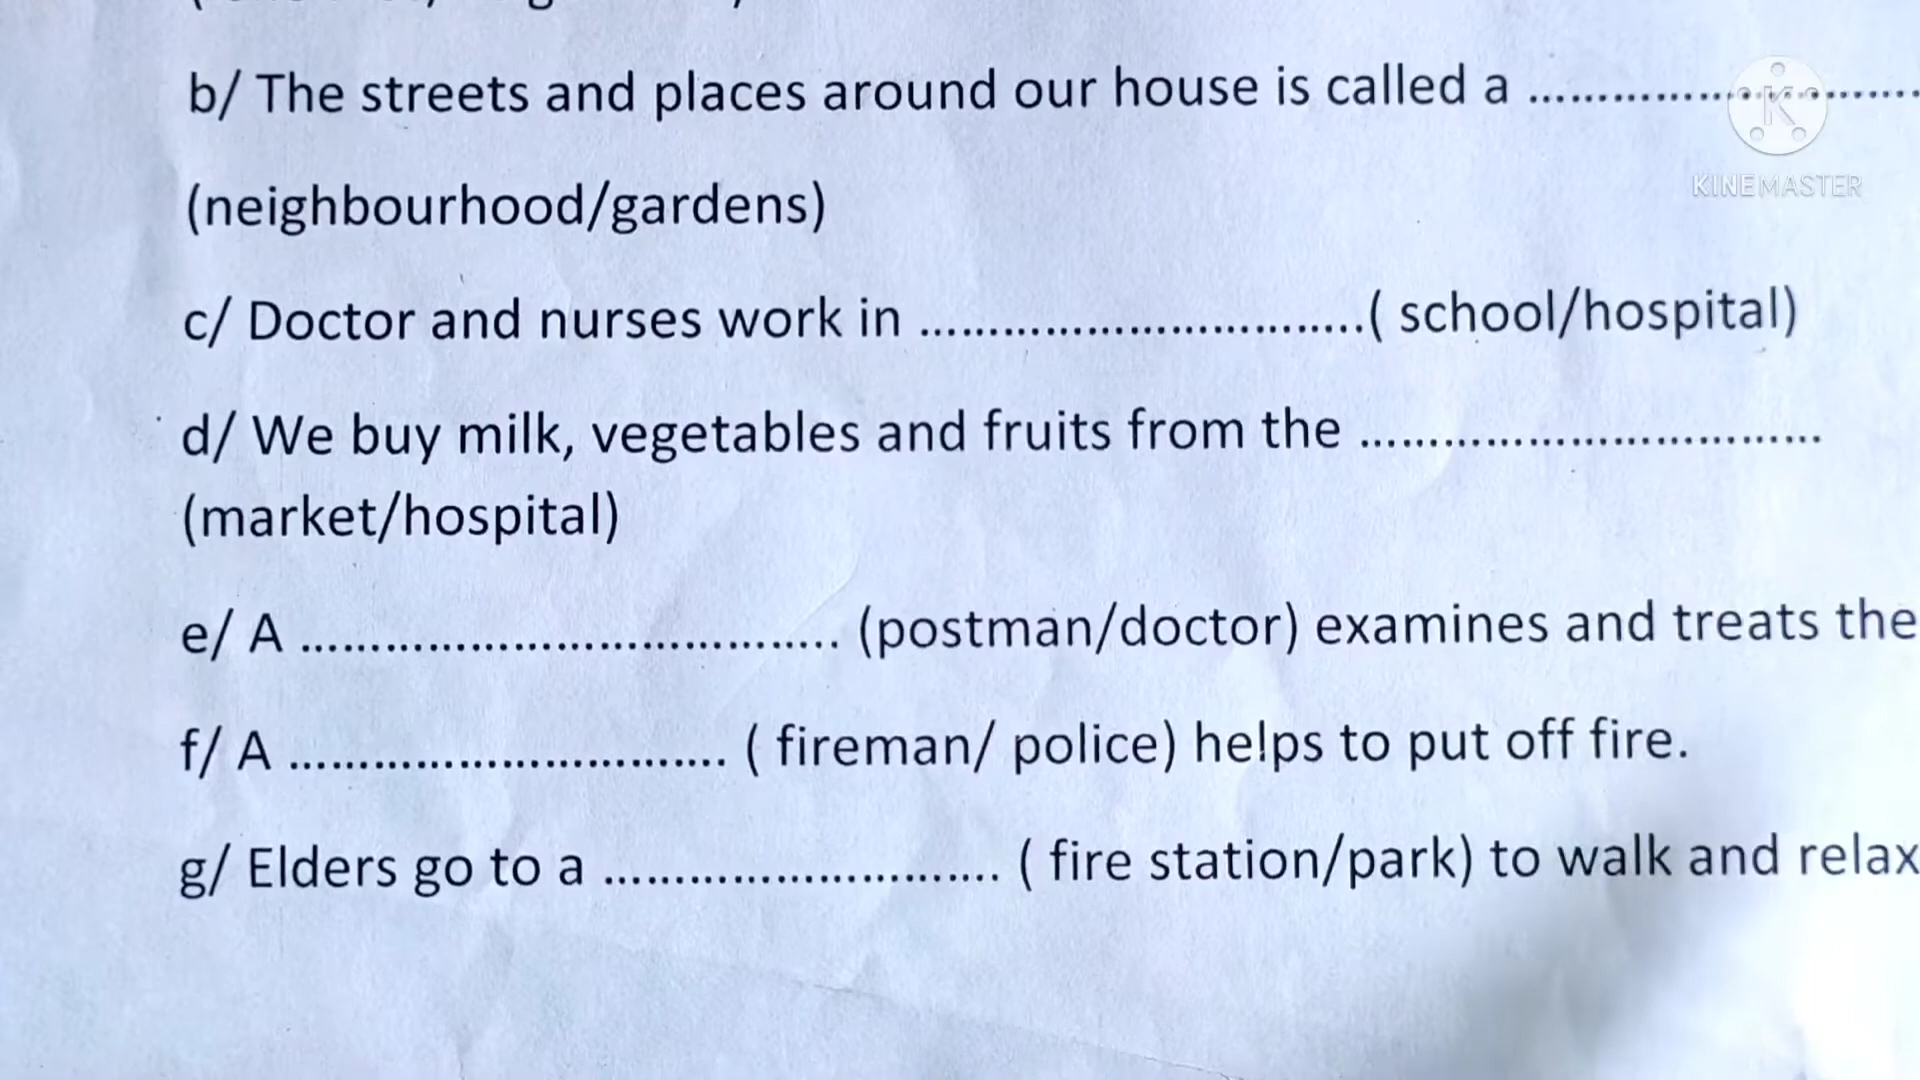 b/ The streets and places around our house is called a ..............................
(neighbourhood/gardens)
c/ Doctor and nurses work in ................................( school/hospital)
d/ We buy milk, vegetables and fruits from the .................................
(market/hospital)
e/ A ....................................... (postman/doctor) examines and treats the
f/ A ................................ ( fireman/ police) helps to put off fire.
g/ Elders go to a ............................. ( fire station/park) to walk and relax
K
KINEMASTER